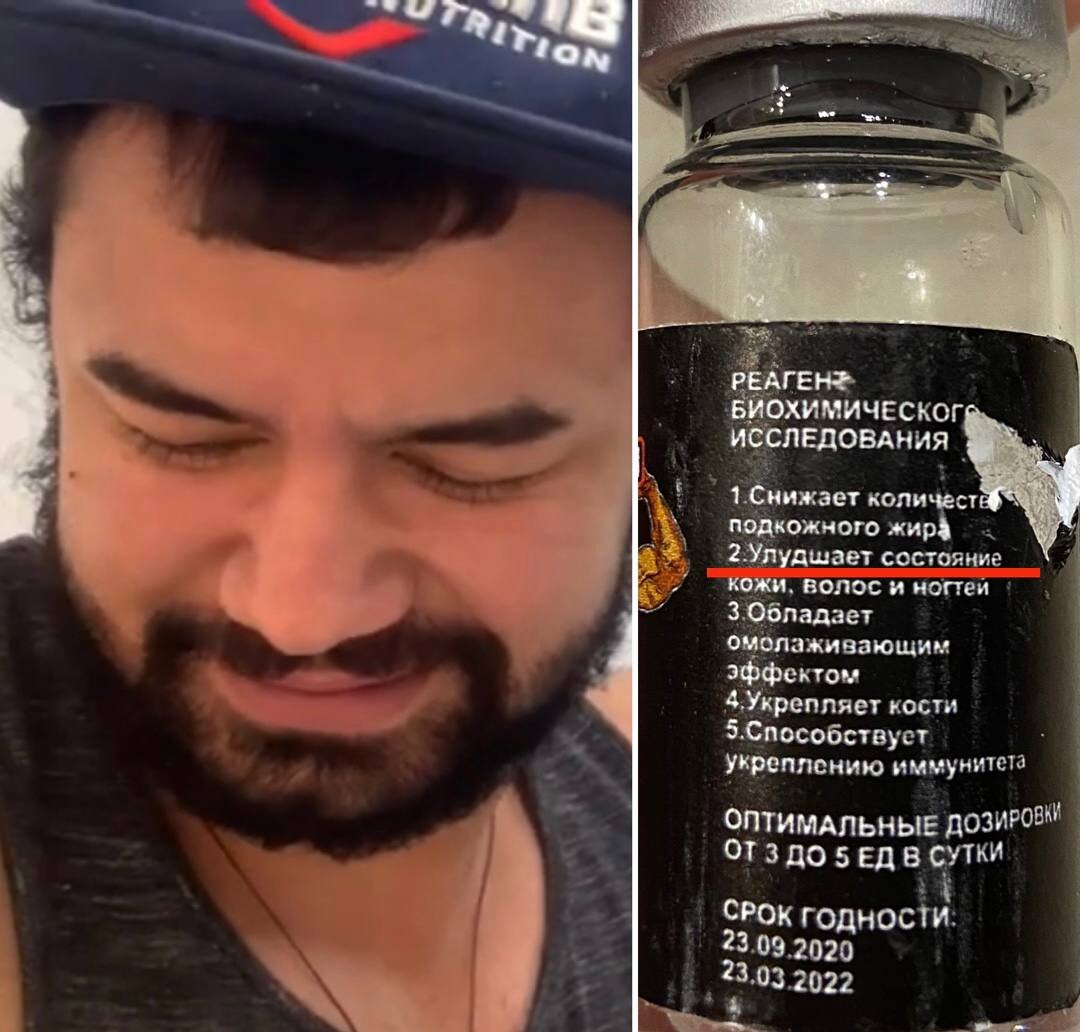 NUTRITION
РЕАГЕНТ
БИОХИМИЧЕСКОГО
ИССЛЕДОВАНИЯ
1.Снижает количеств
подкожного жира
2.Улудшает состояние
кожи, волос и ногтей
3.Обладает
омолаживающим
эффектом
4.Укрепляет кости
5.Способствует
укреплению иммунитета
ОПТИМАЛЬНЫЕ ДОЗИРОВКИ
ОТ 3 ДО 5 ЕД В СУТКИ
СРОК ГОДНОСТИ:
23.09.2020
23.03.2022